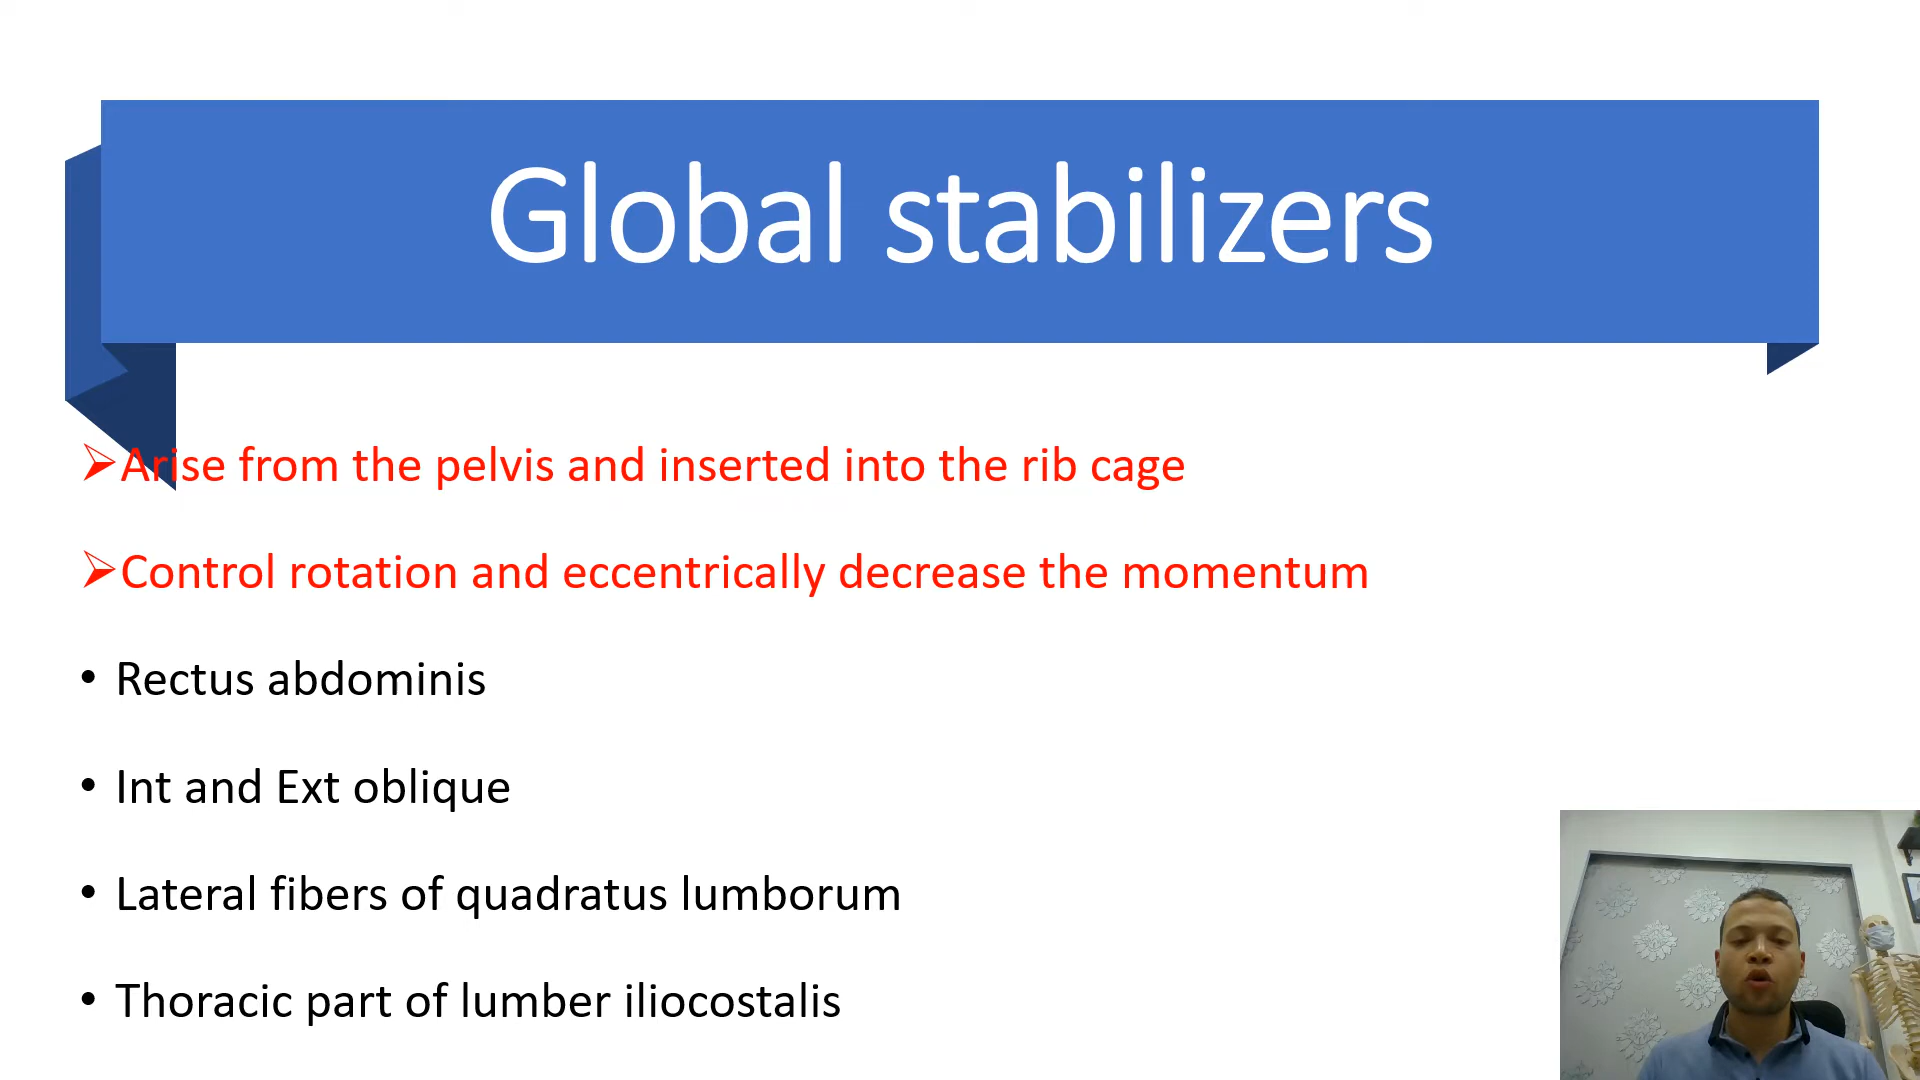 Global stabilizers
➢Arise from the pelvis and inserted into the rib cage
➢Control rotation and eccentrically decrease the momentum
• Rectus abdominis
• Int and Ext oblique
• Lateral fibers of quadratus lumborum
• Thoracic part of lumber iliocostalis